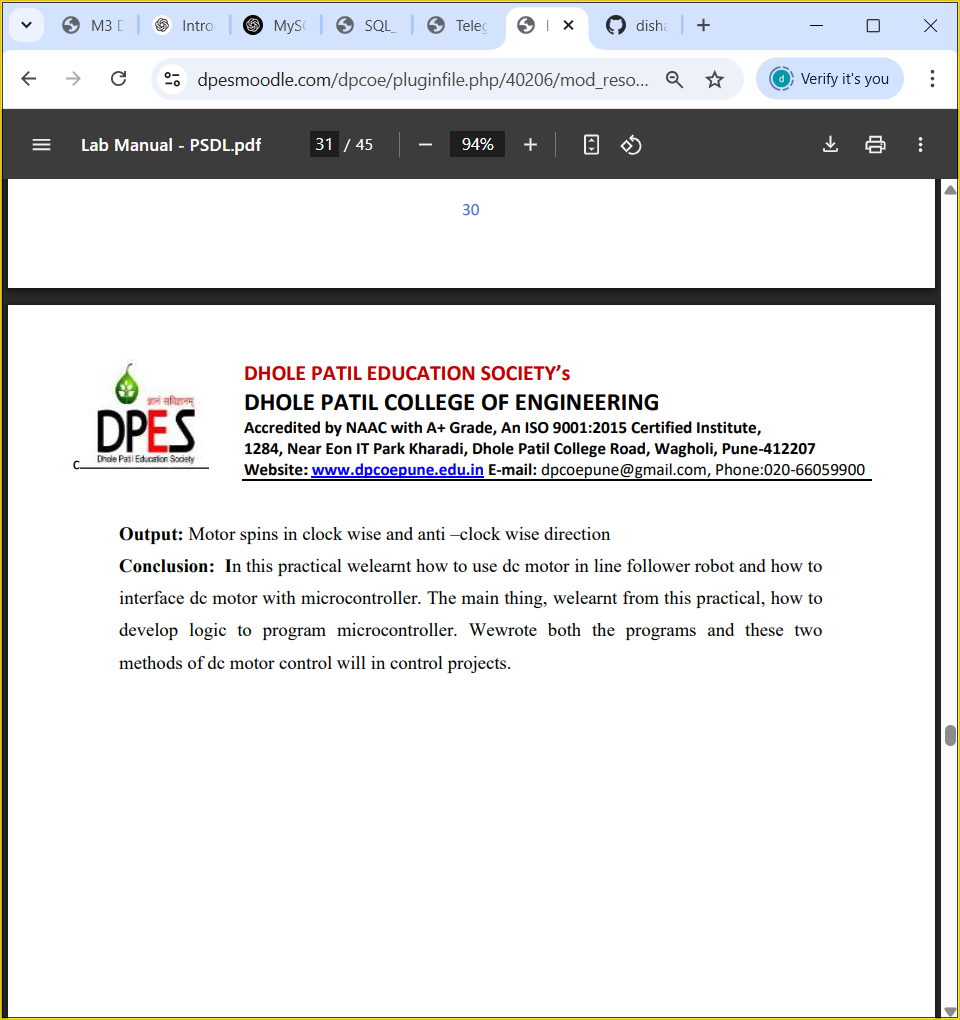 M3 D
Intro
MyS
SQL_
Teleg
disha
dpesmoodle.com/dpcoe/pluginfile.php/40206/mod_reso...
d
Verify it's you
Lab Manual - PSDL.pdf
31 / 45
94%
30
ज्ञानं सविज्ञानम्
DPES
Dhole Patil Education Society
C
DHOLE PATIL EDUCATION SOCIETY’s
DHOLE PATIL COLLEGE OF ENGINEERING
Accredited by NAAC with A+ Grade, An ISO 9001:2015 Certified Institute,
1284, Near Eon IT Park Kharadi, Dhole Patil College Road, Wagholi, Pune-412207
Website: www.dpcoepune.edu.in E-mail: dpcoepune@gmail.com, Phone:020-66059900
Output: Motor spins in clock wise and anti –clock wise direction
Conclusion: In this practical welearnt how to use dc motor in line follower robot and how to
interface dc motor with microcontroller. The main thing, welearnt from this practical, how to
develop logic to program microcontroller. Wewrote both the programs and these two
methods of dc motor control will in control projects.